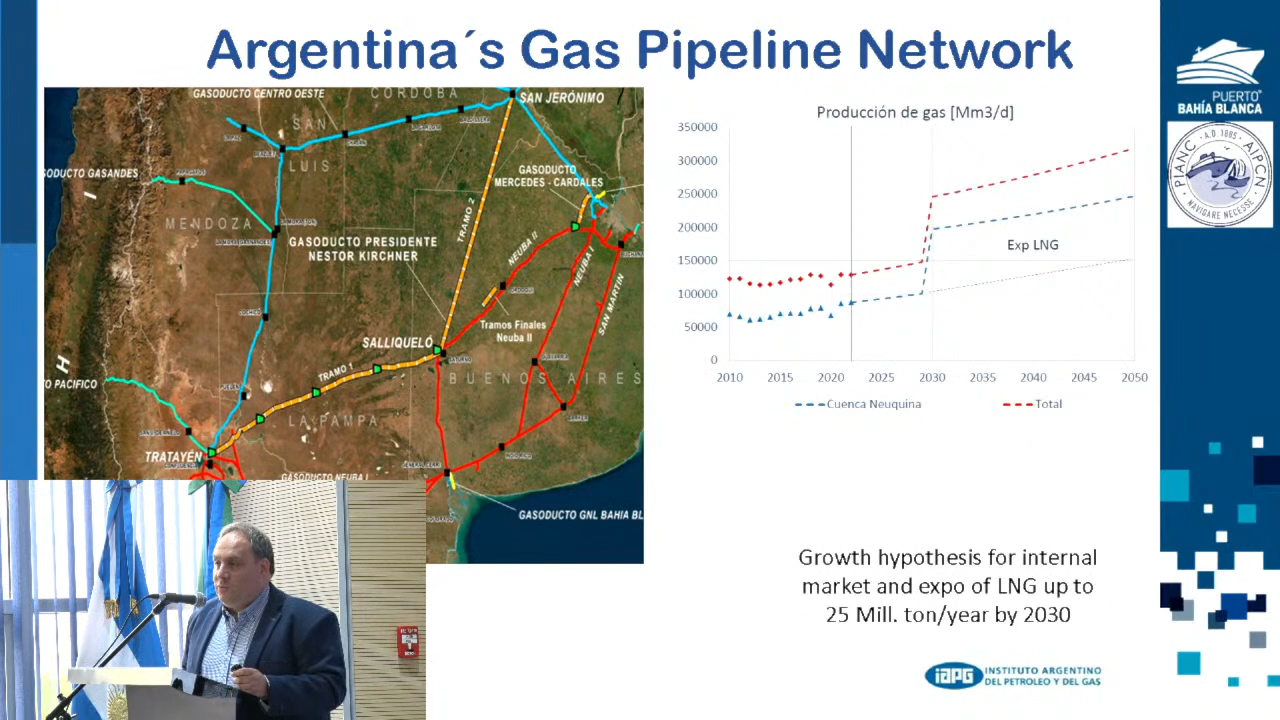 Argentina´s Gas Pipeline Network
GASODUCTO CENTRO OESTE
CORDOBA
SAN JERÓNIMO
SAN
LUIS
ODUCTO GASANDES
GASODUCTO
MERCEDES - CARDALES
MENDOZA
TRAMO 2
GASODUCTO PRESIDENTE
NESTOR KIRCHNER
NEUBA II
NEUBA I
SAN MARTIN
Tramos Finales
Neuba II
SALLIQUELÓ
TRAMO 1
H
I
TO PACIFICO
BUENOS AIRES
LA PAMPA
TRATAYÉN
GASODUCTO NEUBA I
GASODUCTO GNL BAHIA BL
Producción de gas [Mm3/d]
350000
300000
250000
200000
150000
100000
50000
0
Exp LNG
2010 2015 2020 2025 2030 2035 2040 2045 2050
Cuenca Neuquina
Total
Growth hypothesis for internal
market and expo of LNG up to
25 Mill. ton/year by 2030
IAPG
INSTITUTO ARGENTINO
DEL PETROLEO Y DEL GAS
PUERTO
BAHÍA BLANCA
PIANC · A.D. 1885 · AIPCN
NAVIGARE NECESSE